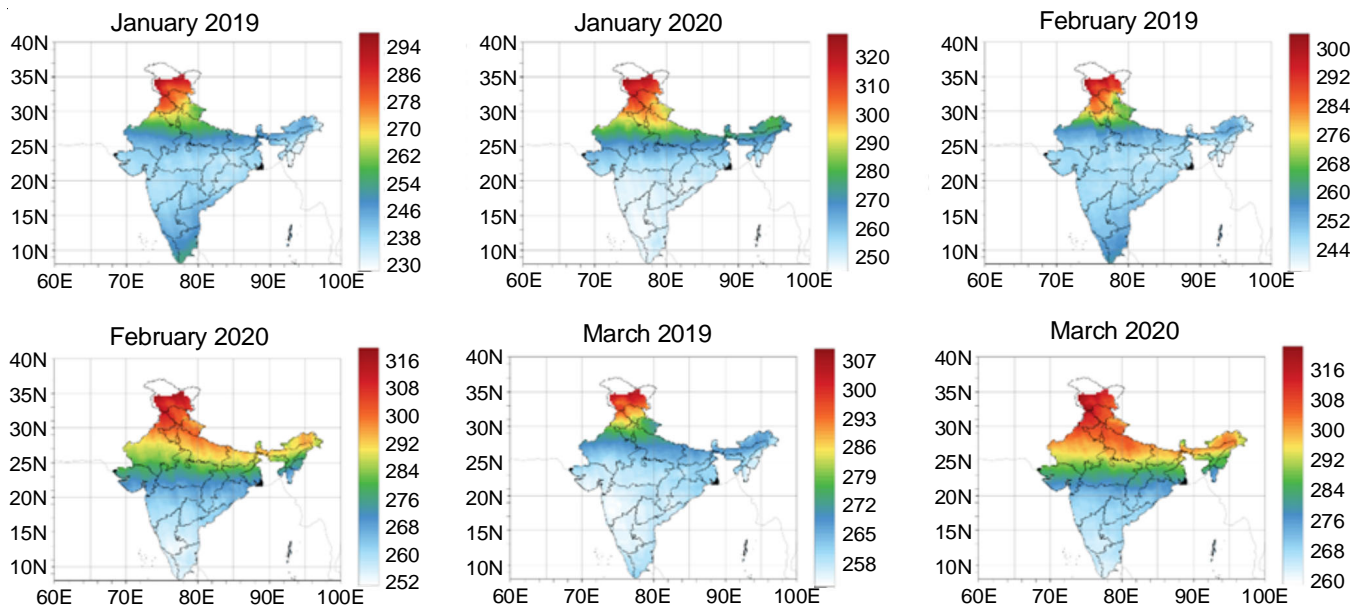 January 2019
40N
35N
30N
25N
20N
15N
10N
60E 70E 80E 90E 100E
294
286
278
270
262
254
246
238
230
January 2020
40N
35N
30N
25N
20N
15N
10N
60E 70E 80E 90E 100E
320
310
300
290
280
270
260
250
February 2019
40N
35N
30N
25N
20N
15N
10N
60E 70E 80E 90E 100E
300
292
284
276
268
260
252
244
February 2020
40N
35N
30N
25N
20N
15N
10N
60E 70E 80E 90E 100E
316
308
300
292
284
276
268
260
252
March 2019
40N
35N
30N
25N
20N
15N
10N
60E 70E 80E 90E 100E
307
300
293
286
279
272
265
258
March 2020
40N
35N
30N
25N
20N
15N
10N
60E 70E 80E 90E 100E
316
308
300
292
284
276
268
260